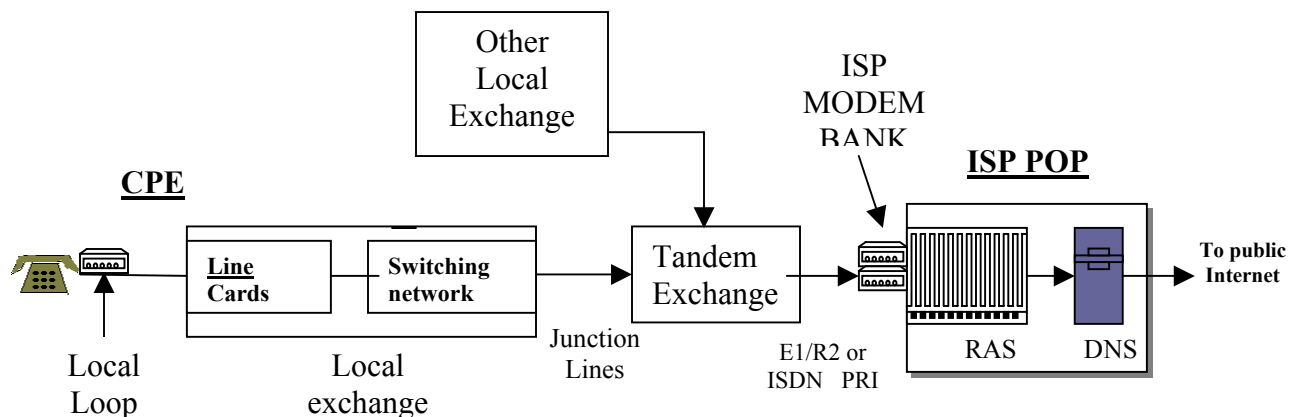 Other
Local
Exchange
ISP
MODEM
BANK
ISP POP
CPE
Line
Cards
Switching
network
Tandem
Exchange
To public
Internet
Local
Loop
Local
exchange
Junction
Lines
E1/R2 or
ISDN PRI
RAS
DNS